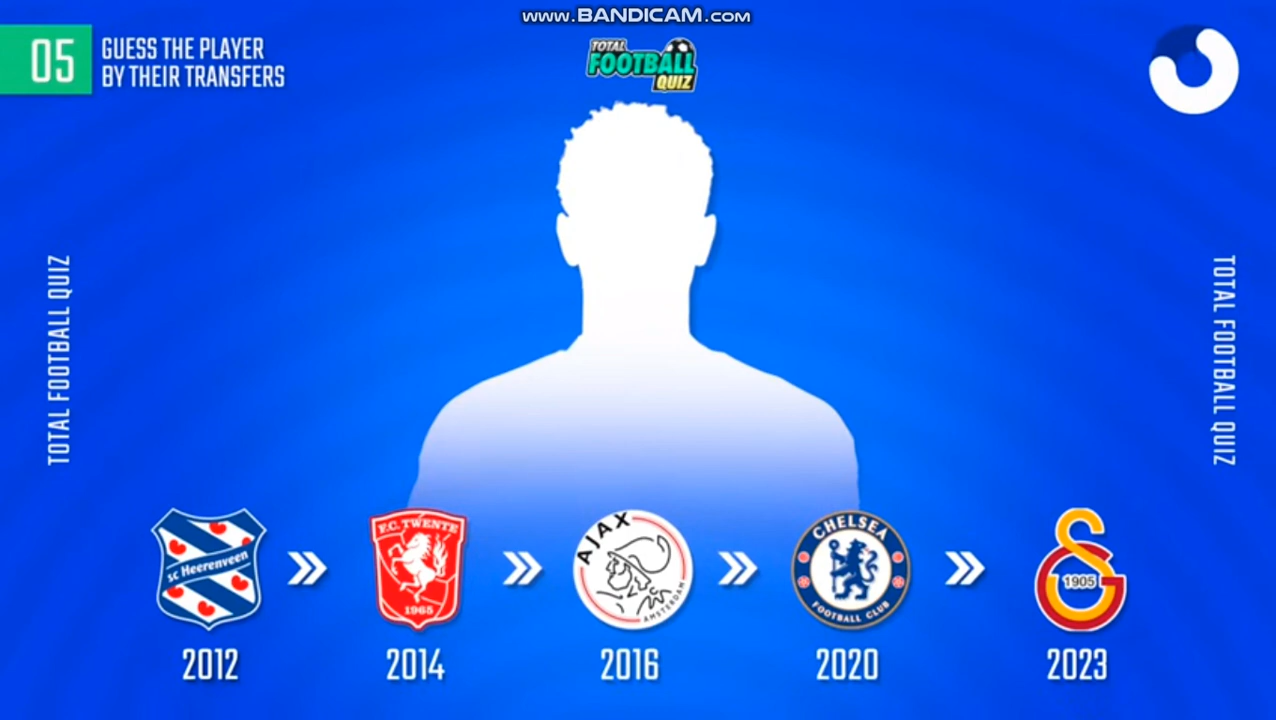 www.BANDICAM.com
05
GUESS THE PLAYER
BY THEIR TRANSFERS
TOTAL
FOOTBALL
QUIZ
TOTAL FOOTBALL QUIZ
TOTAL FOOTBALL QUIZ
sc Heerenveen
F.C. TWENTE
1965
AJAX
AMSTERDAM
CHELSEA
FOOTBALL CLUB
1905
2012
2014
2016
2020
2023